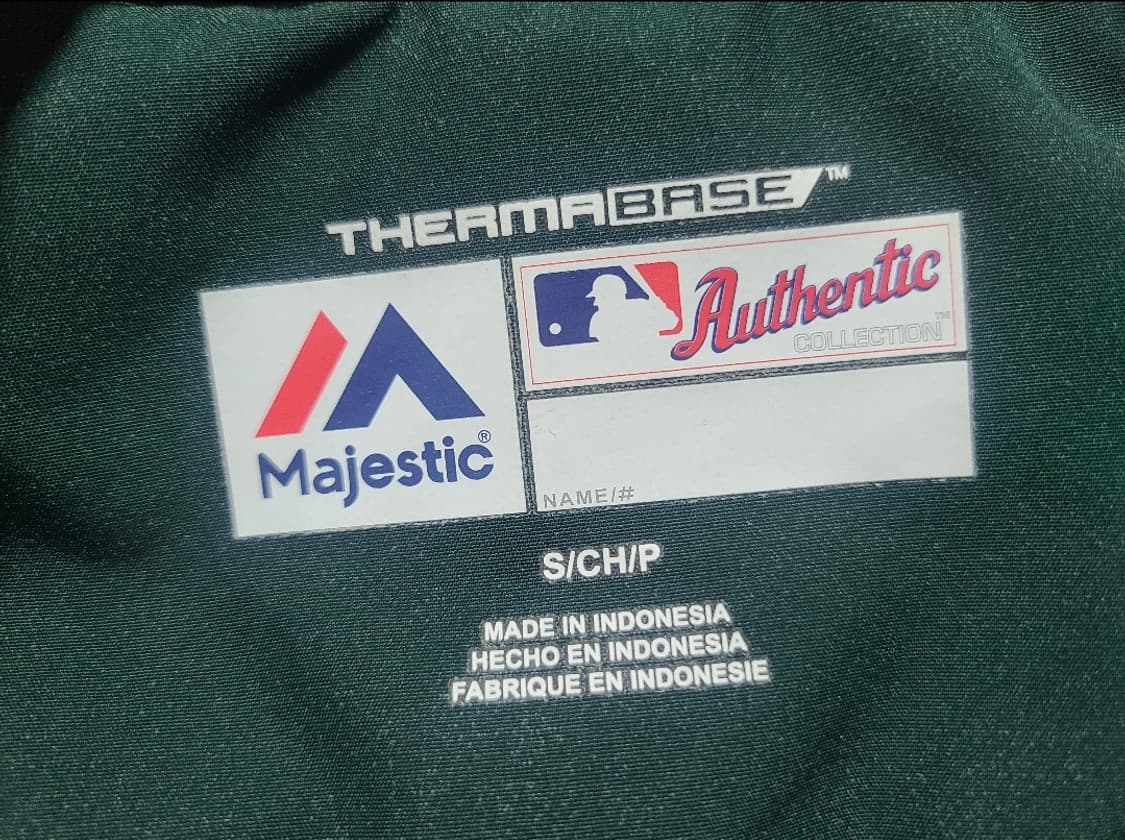 THERMABASE™
Majestic®
Authentic
COLLECTION™
NAME/#
S/CH/P
MADE IN INDONESIA
HECHO EN INDONESIA
FABRIQUE EN INDONESIE